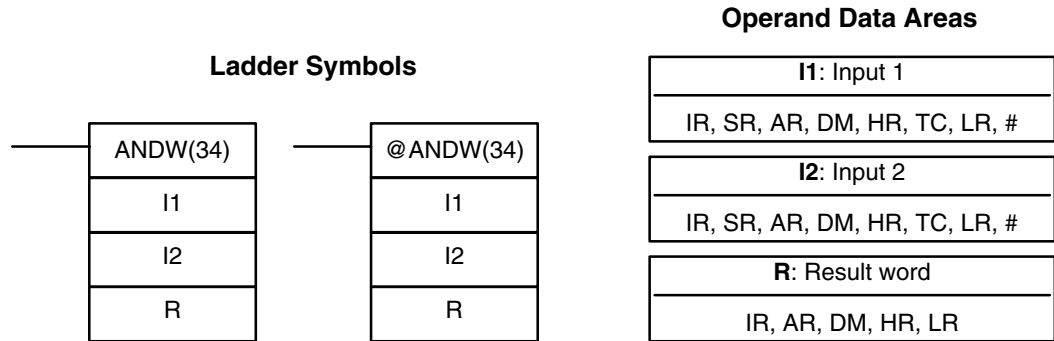 Ladder Symbols
ANDW(34)
I1
I2
R
@ANDW(34)
I1
I2
R
Operand Data Areas
I1: Input 1
IR, SR, AR, DM, HR, TC, LR, #
I2: Input 2
IR, SR, AR, DM, HR, TC, LR, #
R: Result word
IR, AR, DM, HR, LR